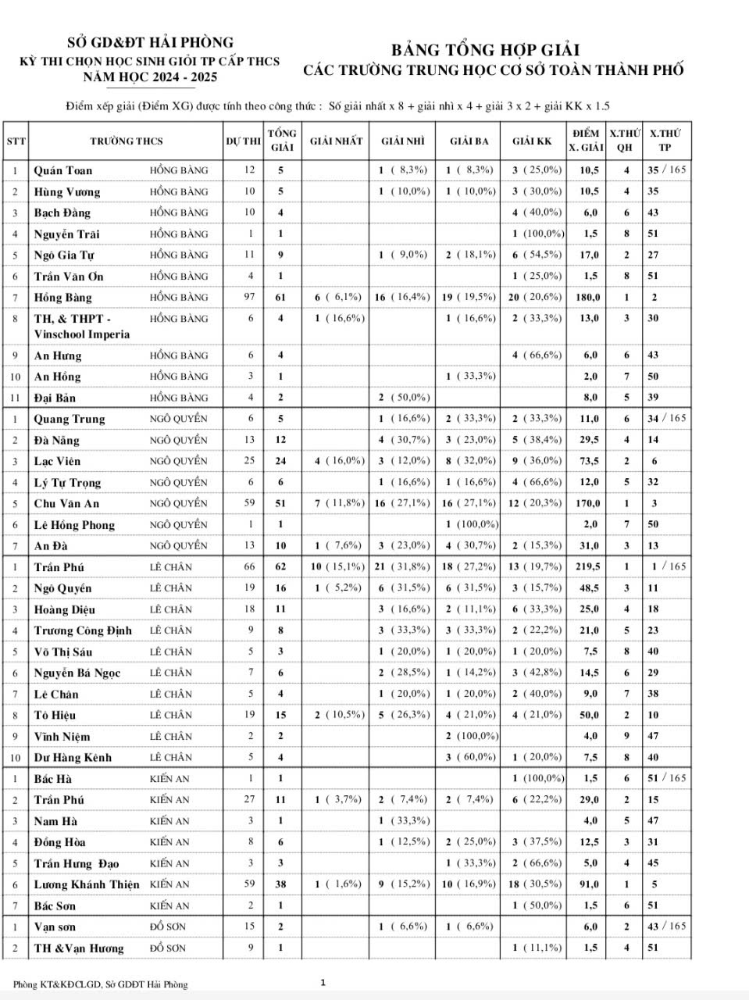 SỞ GD&ĐT HẢI PHÒNG
KỲ THI CHỌN HỌC SINH GIỎI TP CẤP THCS
NĂM HỌC 2024 - 2025
BẢNG TỔNG HỢP GIẢI
CÁC TRƯỜNG TRUNG HỌC CƠ SỞ TOÀN THÀNH PHỐ
Điểm xếp giải (Điểm XG) được tính theo công thức : Số giải nhất x 8 + giải nhì x 4 + giải 3 x 2 + giải KK x 1.5
STT TRƯỜNG THCS DỰ THI TỔNG GIẢI GIẢI NHẤT GIẢI NHÌ GIẢI BA GIẢI KK ĐIỂM X. GIẢI X.THỨ QH X.THỨ TP
1 Quán Toan HỒNG BÀNG 12 5 1 ( 8,3%) 1 ( 8,3%) 3 (25,0%) 10,5 4 35 / 165
2 Hùng Vương HỒNG BÀNG 10 5 1 (10,0%) 1 (10,0%) 3 (30,0%) 10,5 4 35
3 Bạch Đằng HỒNG BÀNG 10 4 4 (40,0%) 6,0 6 43
4 Nguyễn Trãi HỒNG BÀNG 1 1 1 (100,0%) 1,5 8 51
5 Ngô Gia Tự HỒNG BÀNG 11 9 1 ( 9,0%) 2 (18,1%) 6 (54,5%) 17,0 2 27
6 Trần Văn Ơn HỒNG BÀNG 4 1 1 (25,0%) 1,5 8 51
7 Hồng Bàng HỒNG BÀNG 97 61 6 ( 6,1%) 16 (16,4%) 19 (19,5%) 20 (20,6%) 180,0 1 2
8 TH, & THPT - HỒNG BÀNG 6 4 1 (16,6%) 1 (16,6%) 2 (33,3%) 13,0 3 30
Vinschool Imperia
9 An Hưng HỒNG BÀNG 6 4 4 (66,6%) 6,0 6 43
10 An Hồng HỒNG BÀNG 3 1 1 (33,3%) 2,0 7 50
11 Đại Bản HỒNG BÀNG 4 2 2 (50,0%) 8,0 5 39
1 Quang Trung NGÔ QUYỀN 6 5 1 (16,6%) 2 (33,3%) 2 (33,3%) 11,0 6 34 / 165
2 Đà Nẵng NGÔ QUYỀN 13 12 4 (30,7%) 3 (23,0%) 5 (38,4%) 29,5 4 14
3 Lạc Viên NGÔ QUYỀN 25 24 4 (16,0%) 3 (12,0%) 8 (32,0%) 9 (36,0%) 73,5 2 6
4 Lý Tự Trọng NGÔ QUYỀN 6 6 1 (16,6%) 1 (16,6%) 4 (66,6%) 12,0 5 32
5 Chu Văn An NGÔ QUYỀN 59 51 7 (11,8%) 16 (27,1%) 16 (27,1%) 12 (20,3%) 170,0 1 3
6 Lê Hồng Phong NGÔ QUYỀN 1 1 1 (100,0%) 2,0 7 50
7 An Đà NGÔ QUYỀN 13 10 1 ( 7,6%) 3 (23,0%) 4 (30,7%) 2 (15,3%) 31,0 3 13
1 Trần Phú LÊ CHÂN 66 62 10 (15,1%) 21 (31,8%) 18 (27,2%) 13 (19,7%) 219,5 1 1 / 165
2 Ngô Quyền LÊ CHÂN 19 16 1 ( 5,2%) 6 (31,5%) 6 (31,5%) 3 (15,7%) 48,5 3 11
3 Hoàng Diệu LÊ CHÂN 18 11 3 (16,6%) 2 (11,1%) 6 (33,3%) 25,0 4 18
4 Trương Công Định LÊ CHÂN 9 8 3 (33,3%) 3 (33,3%) 2 (22,2%) 21,0 5 23
5 Võ Thị Sáu LÊ CHÂN 5 3 1 (20,0%) 1 (20,0%) 1 (20,0%) 7,5 8 40
6 Nguyễn Bá Ngọc LÊ CHÂN 7 6 2 (28,5%) 1 (14,2%) 3 (42,8%) 14,5 6 29
7 Lê Chân LÊ CHÂN 5 4 1 (20,0%) 1 (20,0%) 2 (40,0%) 9,0 7 38
8 Tô Hiệu LÊ CHÂN 19 15 2 (10,5%) 5 (26,3%) 4 (21,0%) 4 (21,0%) 50,0 2 10
9 Vĩnh Niệm LÊ CHÂN 2 2 2 (100,0%) 4,0 9 47
10 Dư Hàng Kênh LÊ CHÂN 5 4 3 (60,0%) 1 (20,0%) 7,5 8 40
1 Bắc Hà KIẾN AN 1 1 1 (100,0%) 1,5 6 51 / 165
2 Trần Phú KIẾN AN 27 11 1 ( 3,7%) 2 ( 7,4%) 2 ( 7,4%) 6 (22,2%) 29,0 2 15
3 Nam Hà KIẾN AN 3 1 1 (33,3%) 4,0 5 47
4 Đồng Hòa KIẾN AN 8 6 1 (12,5%) 2 (25,0%) 3 (37,5%) 12,5 3 31
5 Trần Hưng Đạo KIẾN AN 3 3 1 (33,3%) 2 (66,6%) 5,0 4 45
6 Lương Khánh Thiện KIẾN AN 59 38 1 ( 1,6%) 9 (15,2%) 10 (16,9%) 18 (30,5%) 91,0 1 5
7 Bắc Sơn KIẾN AN 2 1 1 (50,0%) 1,5 6 51
1 Vạn sơn ĐỒ SƠN 15 2 1 ( 6,6%) 1 ( 6,6%) 6,0 2 43 / 165
2 TH &Vạn Hương ĐỒ SƠN 9 1 1 (11,1%) 1,5 4 51
Phòng KT&KĐCLGD, Sở GDĐT Hải Phòng 1